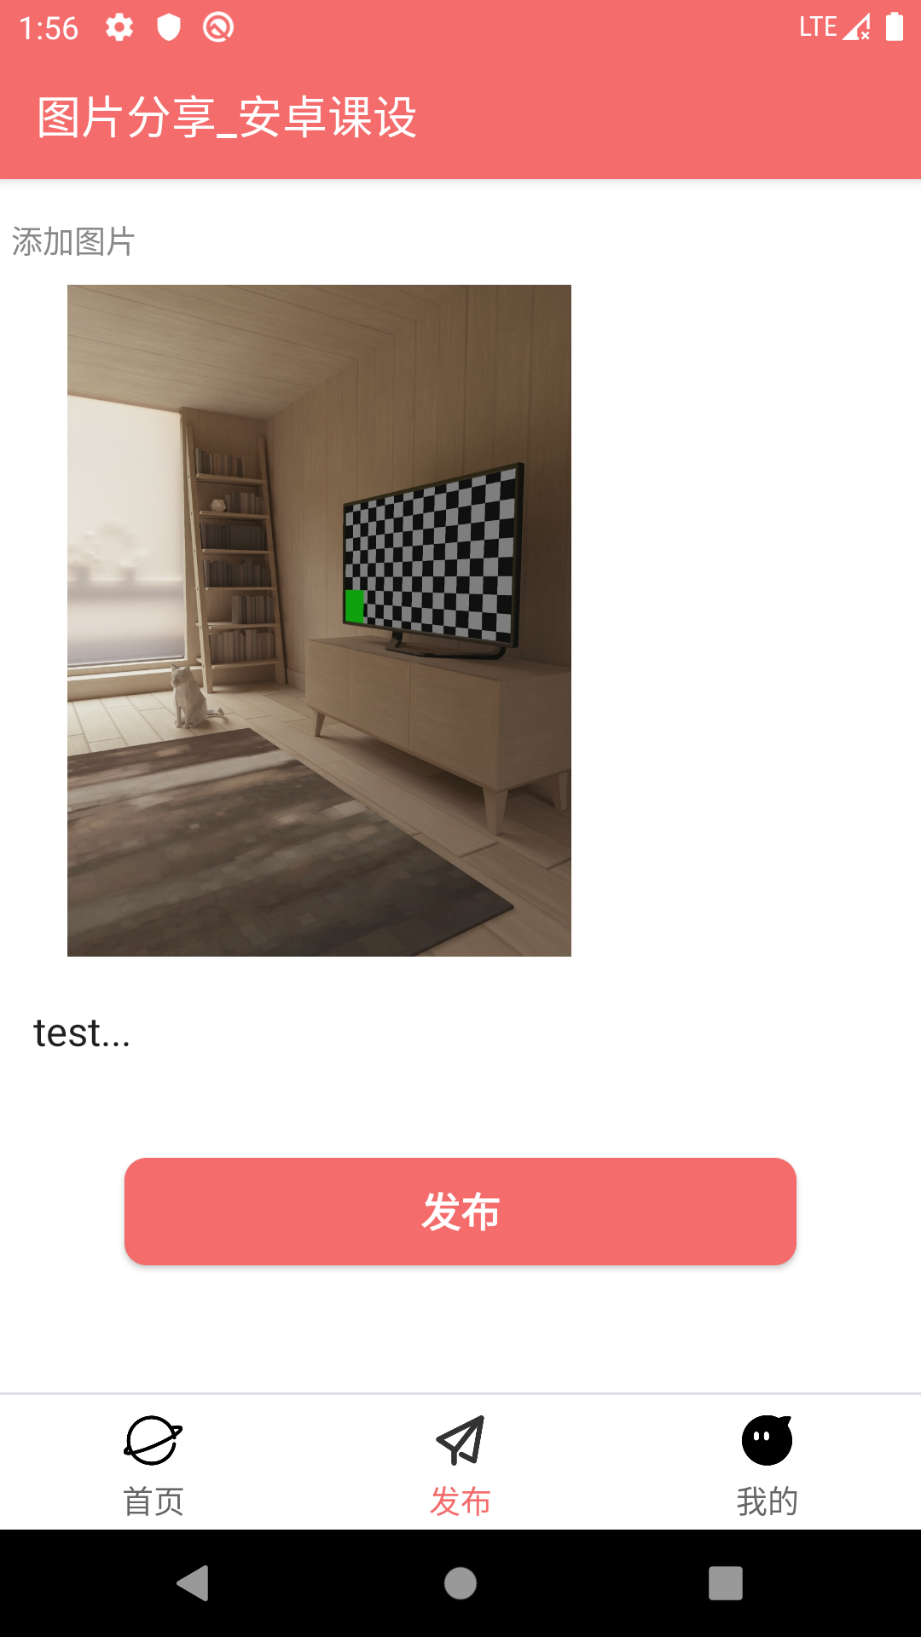 1:56 LTE
图片分享_安卓课设
添加图片
test...
发布
首页 发布 我的